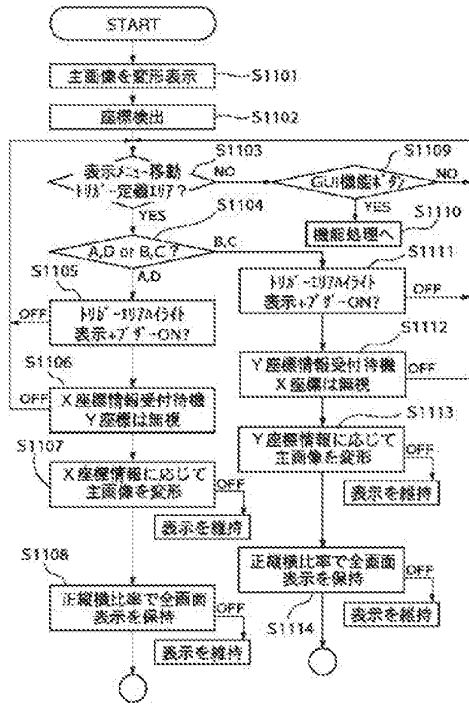 START
主画像を変形表示
S1101
座標検出
S1102
表示メニュー移動
トリガー定義エリア?
S1103
NO
YES
GUI機能ボタン
S1109
NO
YES
機能処理へ
S1110
A,D or B,C?
S1104
B,C
A,D
S1105
トリガーエリアハイライト
表示+ブザーON?
OFF
S1111
トリガーエリアハイライト
表示+ブザーON?
OFF
S1106
X座標情報受付待機
Y座標は無視
OFF
S1112
Y座標情報受付待機
X座標は無視
OFF
S1107
X座標情報に応じて
主画像を変形
OFF
表示を維持
S1113
Y座標情報に応じて
主画像を変形
OFF
表示を維持
S1108
正縦横比率で全画面
表示を保持
OFF
表示を維持
正縦横比率で全画面
表示を保持
S1114
OFF
表示を維持